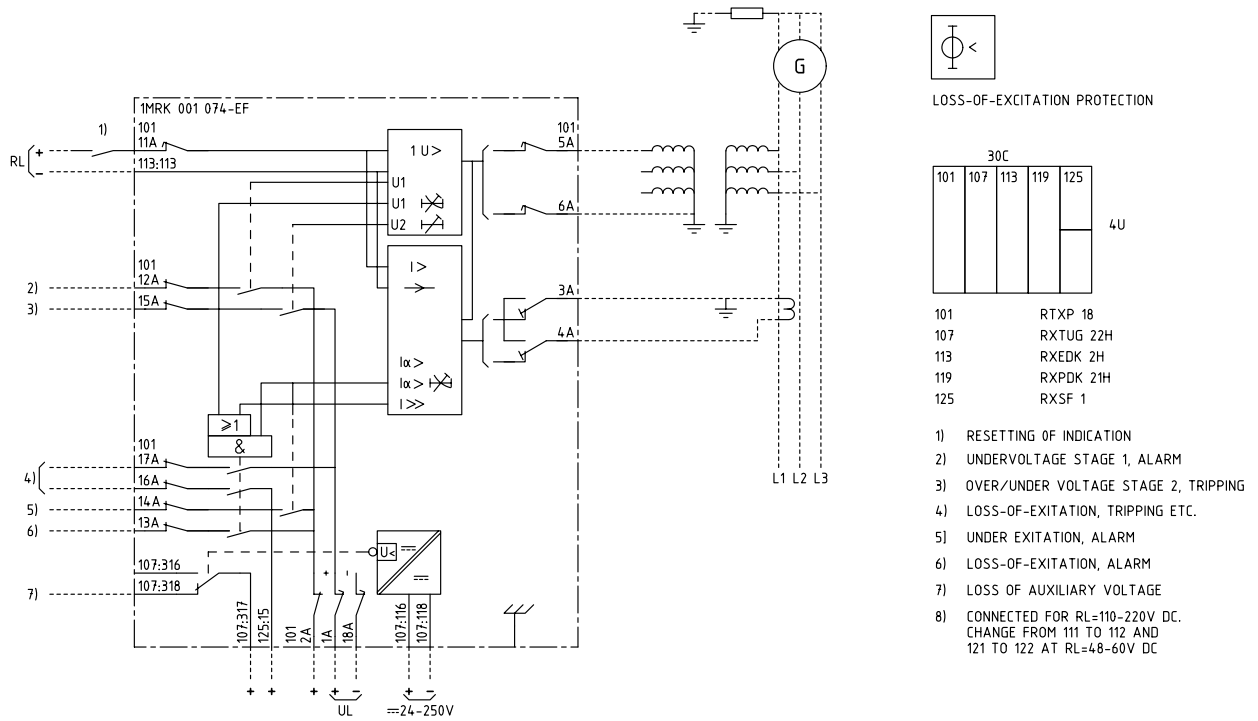 G
1MRK 001 074-EF
LOSS-OF-EXCITATION PROTECTION
1)
101
11A
RL
+
-
113:113
1 U>
U1
U1
U2
101
5A
6A
30C
101 107 113 119 125
4U
I>
Iα>
Iα>
I>>
3A
4A
101
12A
2)
15A
3)
≥1
&
101
17A
4)
16A
14A
5)
13A
6)
107:316
107:318
7)
U<
+ -
107:317
125:15
101
2A
1A
18A
107:116
107:118
+ + + + - + -
UL
24-250V
L1 L2 L3
<
101 RTXP 18
107 RXTUG 22H
113 RXEDK 2H
119 RXPDK 21H
125 RXSF 1
1) RESETTING OF INDICATION
2) UNDERVOLTAGE STAGE 1, ALARM
3) OVER/UNDER VOLTAGE STAGE 2, TRIPPING
4) LOSS-OF-EXITATION, TRIPPING ETC.
5] UNDER EXITATION, ALARM
6) LOSS-OF-EXITATION, ALARM
7) LOSS OF AUXILIARY VOLTAGE
8) CONNECTED FOR RL=110-220V DC.
CHANGE FROM 111 TO 112 AND
121 TO 122 AT RL=48-60V DC